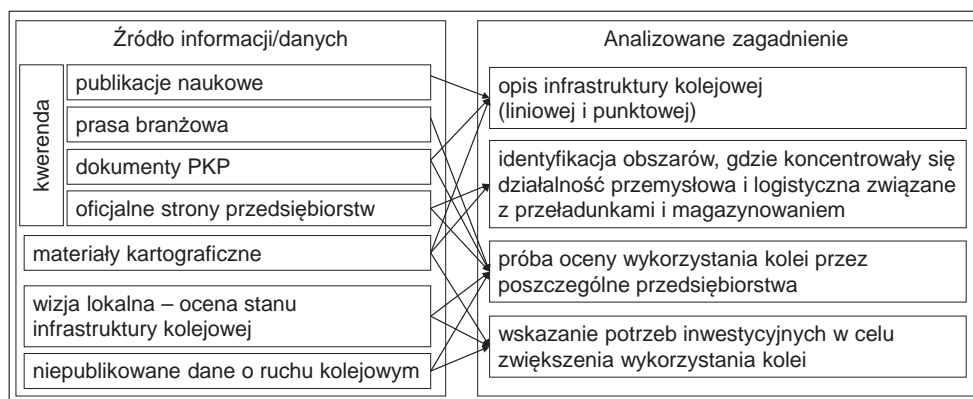 Źródło informacji/danych
kwerenda
publikacje naukowe
prasa branżowa
dokumenty PKP
oficjalne strony przedsiębiorstw
materiały kartograficzne
wizja lokalna – ocena stanu
infrastruktury kolejowej
niepublikowane dane o ruchu kolejowym
Analizowane zagadnienie
opis infrastruktury kolejowej
(liniowej i punktowej)
identyfikacja obszarów, gdzie koncentrowały się
działalność przemysłowa i logistyczna związane
z przeładunkami i magazynowaniem
próba oceny wykorzystania kolei przez
poszczególne przedsiębiorstwa
wskazanie potrzeb inwestycyjnych w celu
zwiększenia wykorzystania kolei